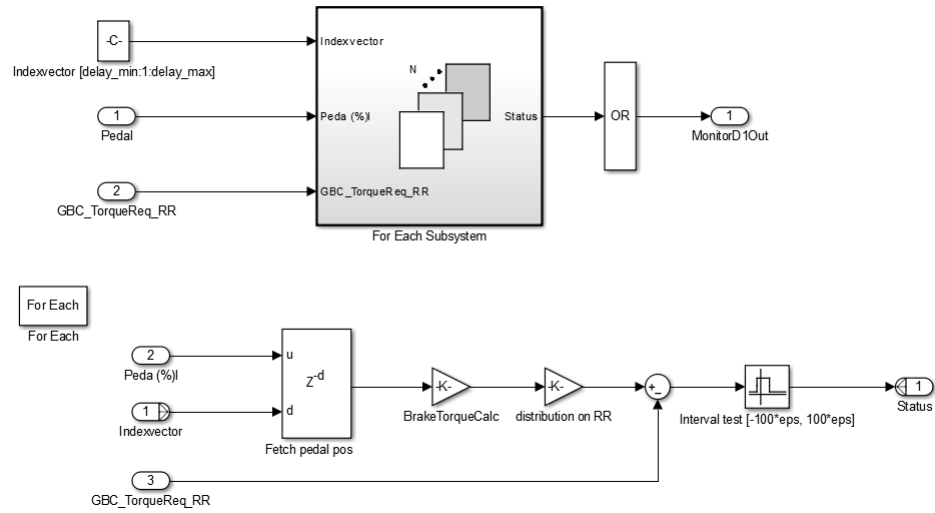 -C-
Indexvector [delay_min:1:delay_max]
1
Pedal
2
GBC_TorqueReq_RR
Indexvector
Peda (%)l
GBC_TorqueReq_RR
N
Status
For Each Subsystem
OR
1
MonitorD1Out
For Each
For Each
2
Peda (%)l
1
Indexvector
3
GBC_TorqueReq_RR
u
d
Z-d
Fetch pedal pos
-K-
BrakeTorqueCalc
-K-
distribution on RR
+
−
Interval test [-100*eps, 100*eps]
1
Status